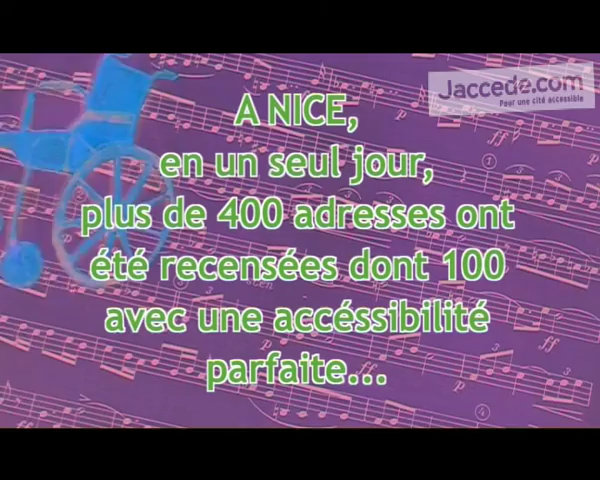 Jaccede.com
Pour une cité accessible
A NICE,
en un seul jour,
plus de 400 adresses ont
été recensées dont 100
avec une accéssibilité
parfaite...